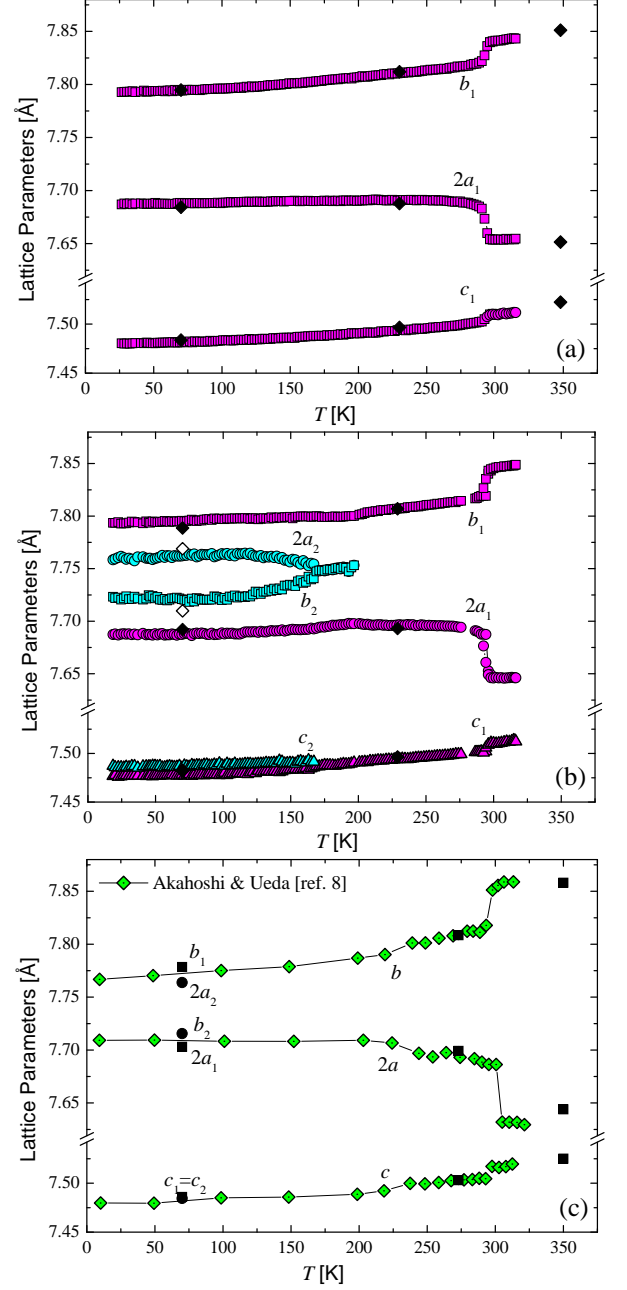 7.85
7.80
b1
7.75
Lattice Parameters [Å]
7.70
2a1
7.65
c1
7.50
(a)
7.45
0 50 100 150 200 250 300 350
T [K]
7.85
7.80
b1
2a2
7.75
b2
Lattice Parameters [Å]
7.70
2a1
7.65
c2 c1
7.50
(b)
7.45
0 50 100 150 200 250 300 350
T [K]
Akahoshi & Ueda [ref. 8]
7.85
7.80
b1
b
2a2
7.75
Lattice Parameters [Å]
b2
7.70
2a1 2a
7.65
c1=c2 c
7.50
(c)
7.45
0 50 100 150 200 250 300 350
T [K]